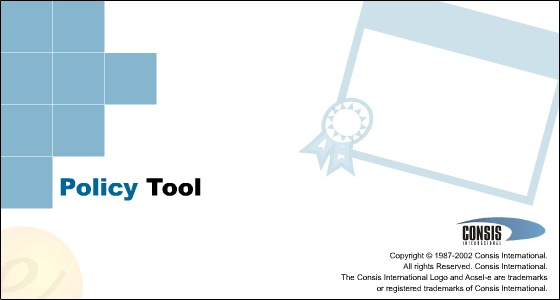 Policy Tool
CONSIS
INTERNATIONAL
Copyright © 1987-2002 Consis International.
All rights Reserved. Consis International.
The Consis International Logo and Acsel-e are trademarks
or registered trademarks of Consis International.
e